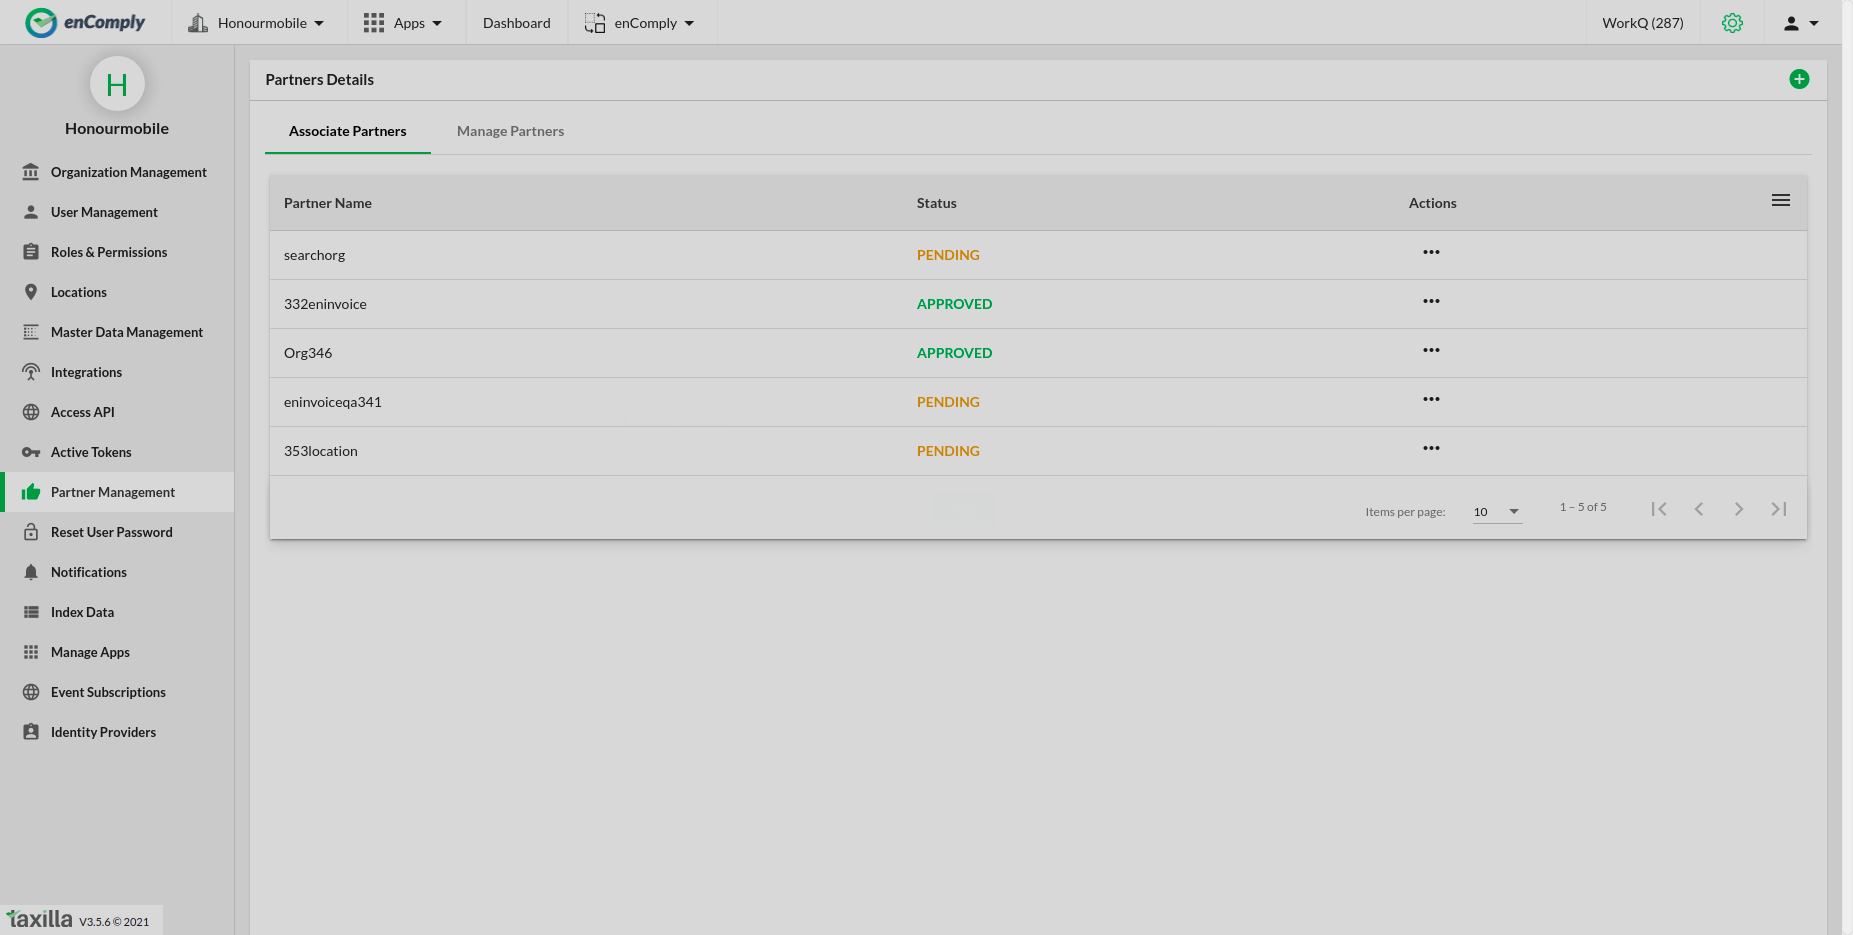 enComply
Honourmobile
Apps
Dashboard
enComply
WorkQ (287)
H
Honourmobile
Organization Management
User Management
Roles & Permissions
Locations
Master Data Management
Integrations
Access API
Active Tokens
Partner Management
Reset User Password
Notifications
Index Data
Manage Apps
Event Subscriptions
Identity Providers
taxilla V3.5.6 © 2021
Partners Details
Associate Partners Manage Partners
Partner Name Status Actions
searchorg PENDING
332eninvoice APPROVED
Org346 APPROVED
eninvoiceqa341 PENDING
353location PENDING
Items per page: 10 1 – 5 of 5